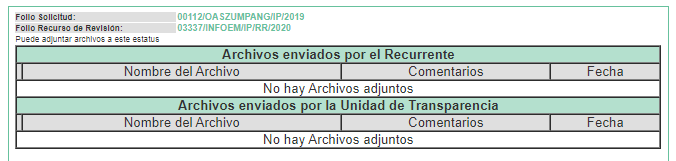 Folio Solicitud: 00112/OASZUMPANG/IP/2019
Folio Recurso de Revisión: 03337/INFOEM/IP/RR/2020
Puede adjuntar archivos a este estatus
Archivos enviados por el Recurrente
Nombre del Archivo Comentarios Fecha
No hay Archivos adjuntos
Archivos enviados por la Unidad de Transparencia
Nombre del Archivo Comentarios Fecha
No hay Archivos adjuntos